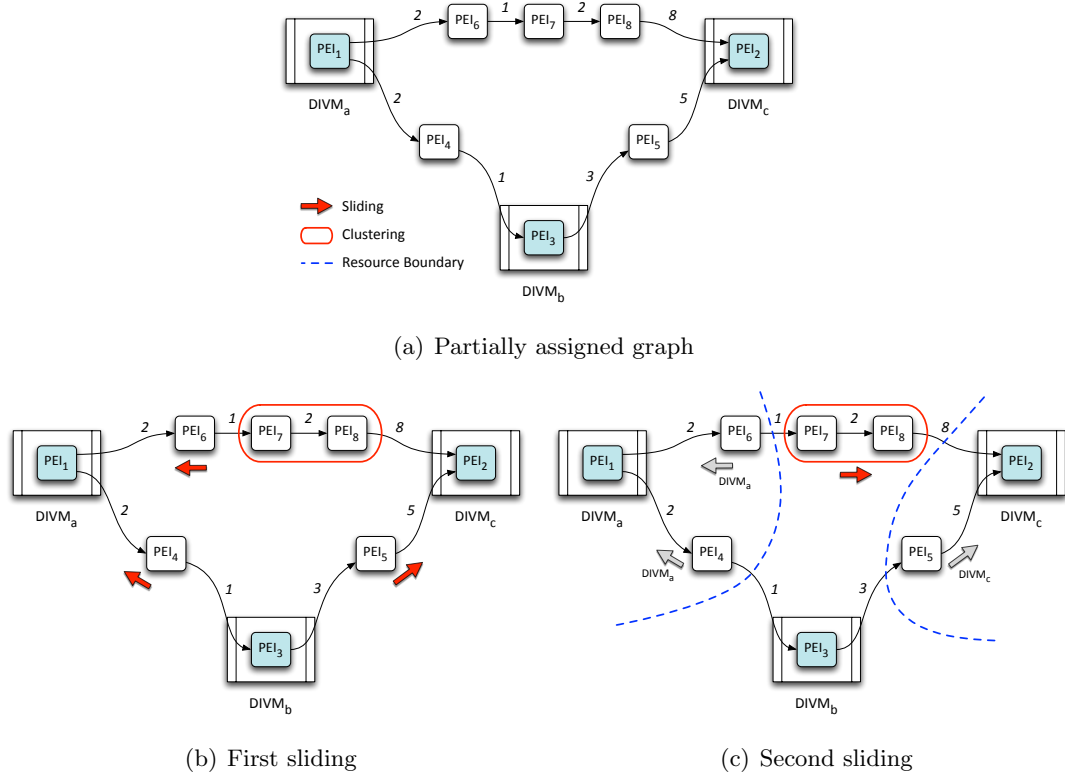 2 1 2 8
PEI6 PEI7 PEI8
PEI1 PEI2
DIVMa DIVMc
2 5
PEI4 PEI5
1 3
Sliding
Clustering
Resource Boundary
PEI3
DIVMb
(a) Partially assigned graph
2 1 2 8
PEI6 PEI7 PEI8
PEI1 PEI2
DIVMa DIVMc
2 5
PEI4 PEI5
1 3
PEI3
DIVMb
(b) First sliding
2 1 2 8
PEI6 PEI7 PEI8
PEI1 PEI2
DIVMa
DIVMa DIVMc
2 5
PEI4 PEI5
DIVMa DIVMc
1 3
PEI3
DIVMb
(c) Second sliding